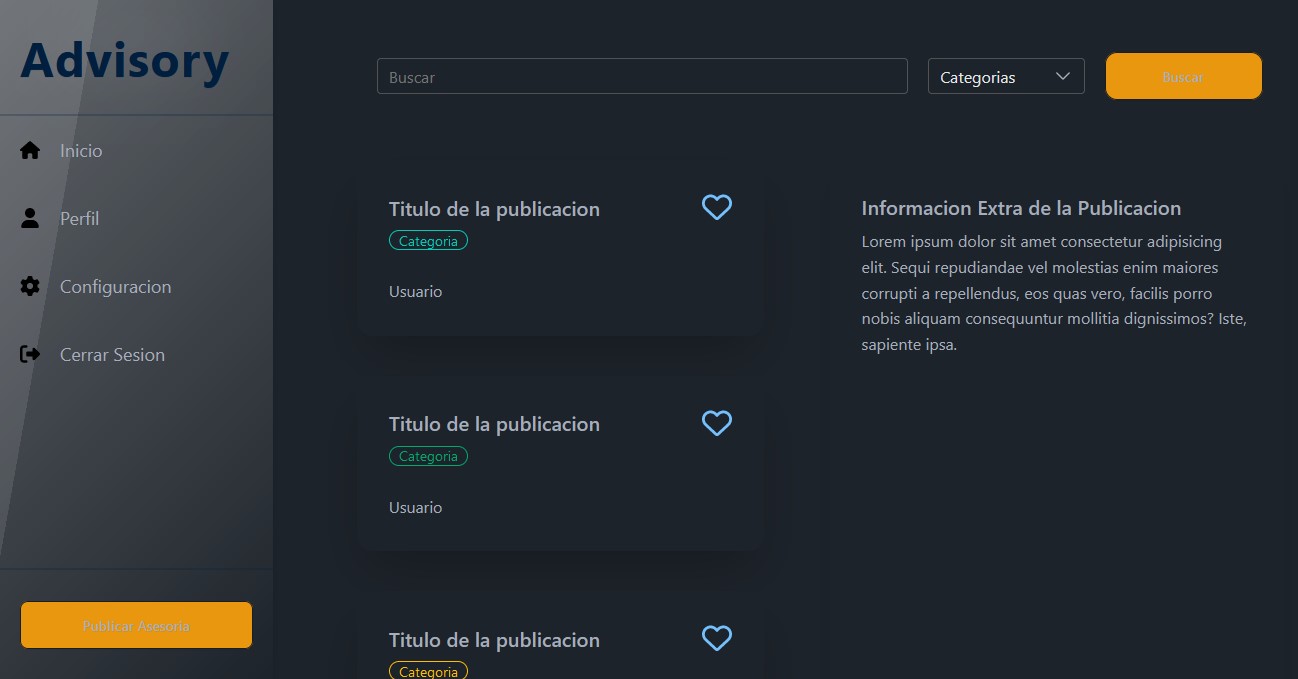 Advisory
Inicio
Perfil
Configuracion
Cerrar Sesion
Publicar Asesoria
Buscar
Categorias
Buscar
Titulo de la publicacion
Categoria
Usuario
Titulo de la publicacion
Categoria
Usuario
Titulo de la publicacion
Categoria
Informacion Extra de la Publicacion
Lorem ipsum dolor sit amet consectetur adipisicing
elit. Sequi repudiandae vel molestias enim maiores
corrupti a repellendus, eos quas vero, facilis porro
nobis aliquam consequuntur mollitia dignissimos? Iste,
sapiente ipsa.